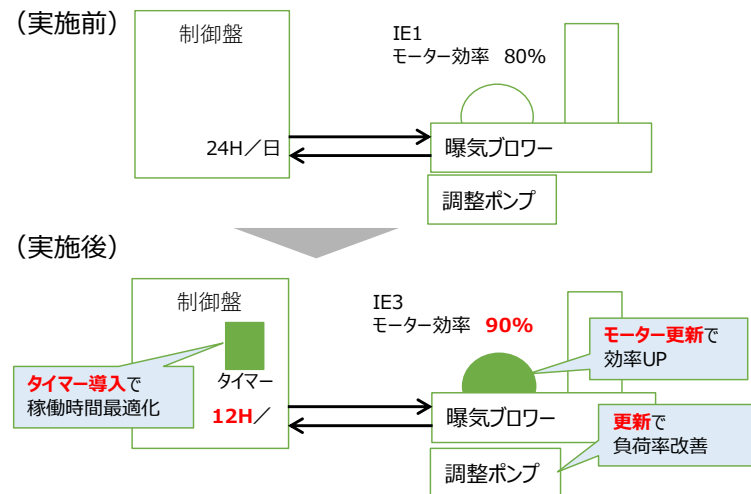 （実施前）
制御盤
24H／日
IE1
モーター効率 80%
曝気ブロワー
調整ポンプ
（実施後）
制御盤
タイマー
12H／
タイマー導入で
稼働時間最適化
IE3
モーター効率 90%
モーター更新で
効率UP
曝気ブロワー
更新で
負荷率改善
調整ポンプ